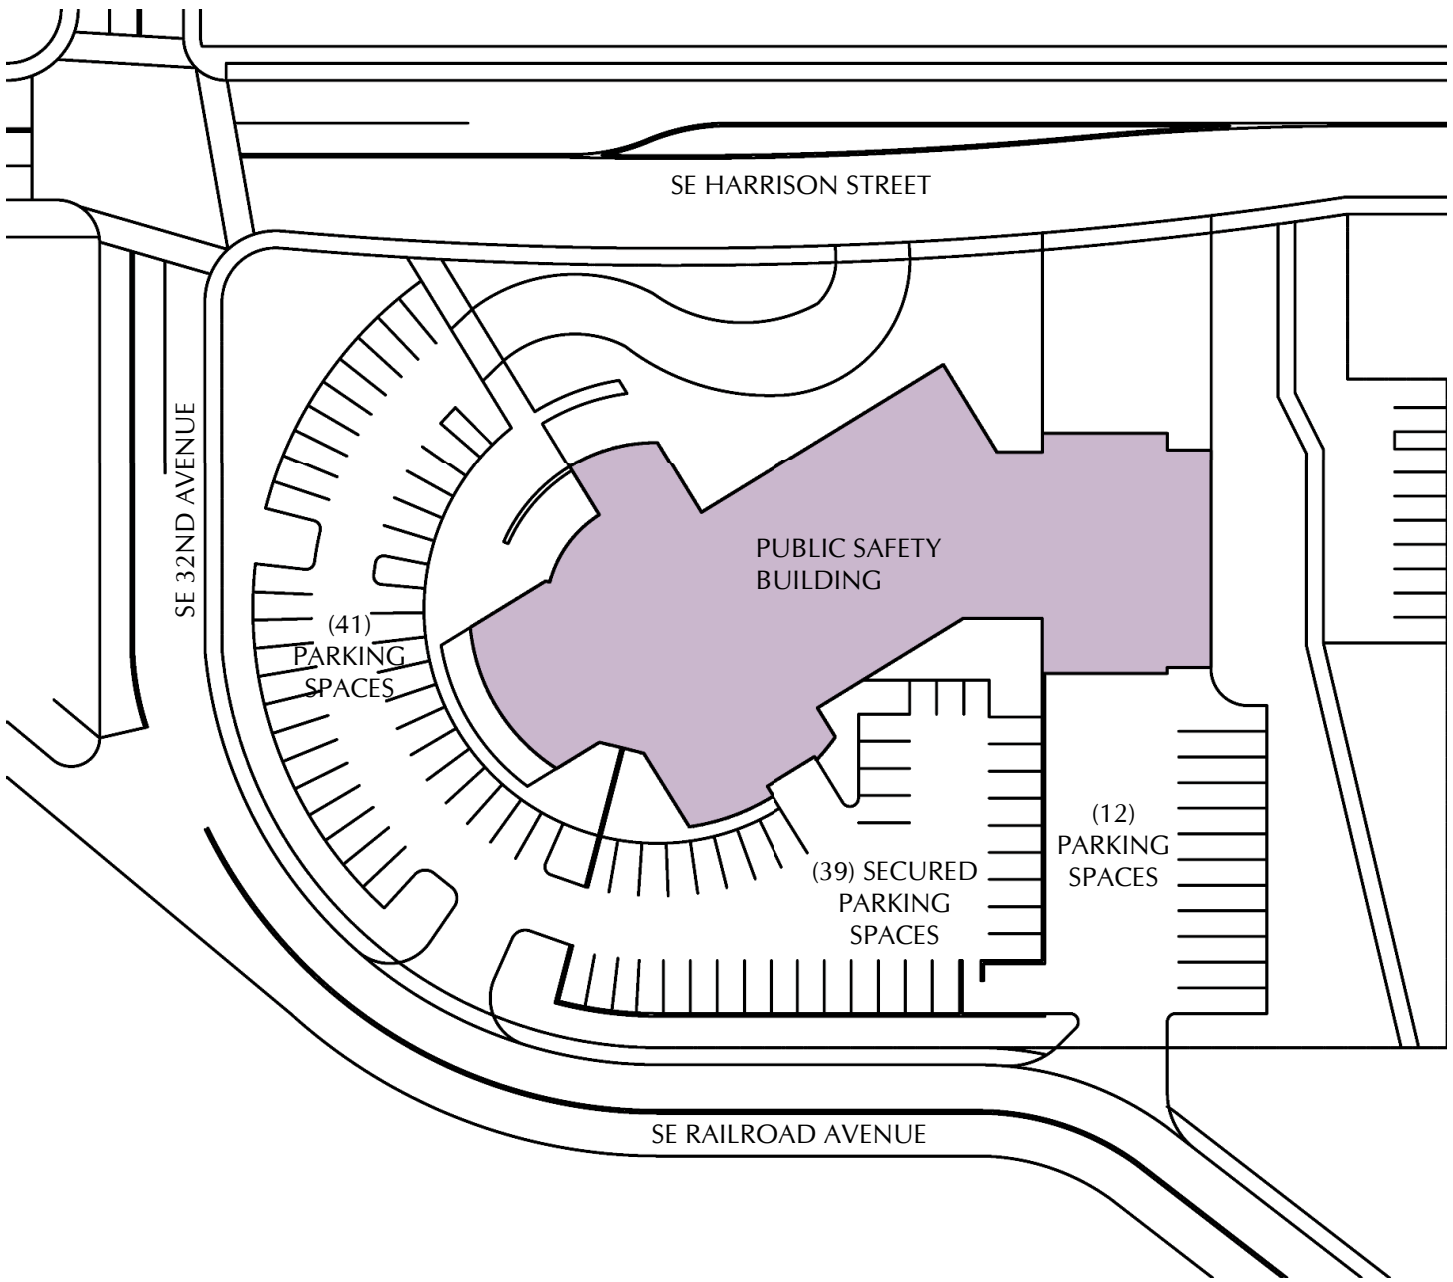 SE HARRISON STREET
SE 32ND AVENUE
PUBLIC SAFETY
BUILDING
(41)
PARKING
SPACES
(12)
PARKING
SPACES
(39) SECURED
PARKING
SPACES
SE RAILROAD AVENUE